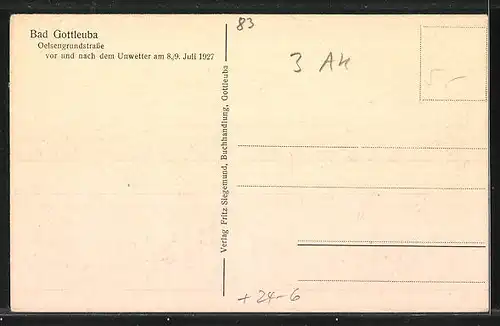 Bad Gottleuba
Oelsengrundstraße
vor und nach dem Unwetter am 8./9. Juli 1927
Verlag Fritz Siegemund, Buchhandlung, Gottleuba
83
3 AK
5,-
+ 24-6